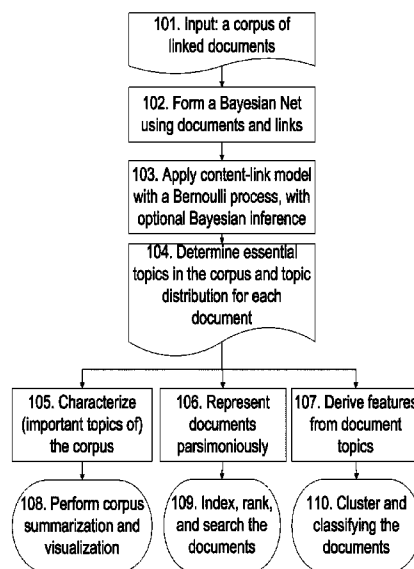 101. Input: a corpus of
linked documents
102. Form a Bayesian Net
using documents and links
103. Apply content-link model
with a Bernoulli process, with
optional Bayesian inference
104. Determine essential
topics in the corpus and topic
distribution for each
document
105. Characterize
(important topics of)
the corpus
106. Represent
documents
parsimoniously
107. Derive features
from document
topics
108. Perform corpus
summarization and
visualization
109. Index, rank,
and search the
documents
110. Cluster and
classifying the
documents